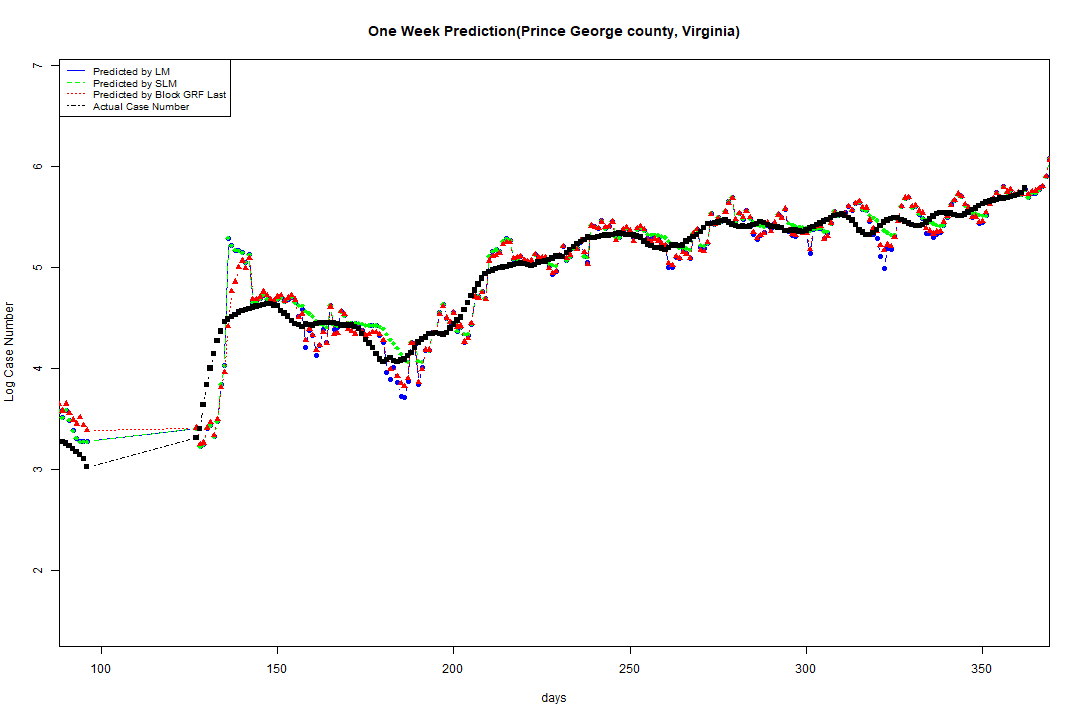 One Week Prediction(Prince George county, Virginia)
Predicted by LM
Predicted by SLM
Predicted by Block GRF Last
Actual Case Number
7
6
5
4
3
2
Log Case Number
100 150 200 250 300 350
days